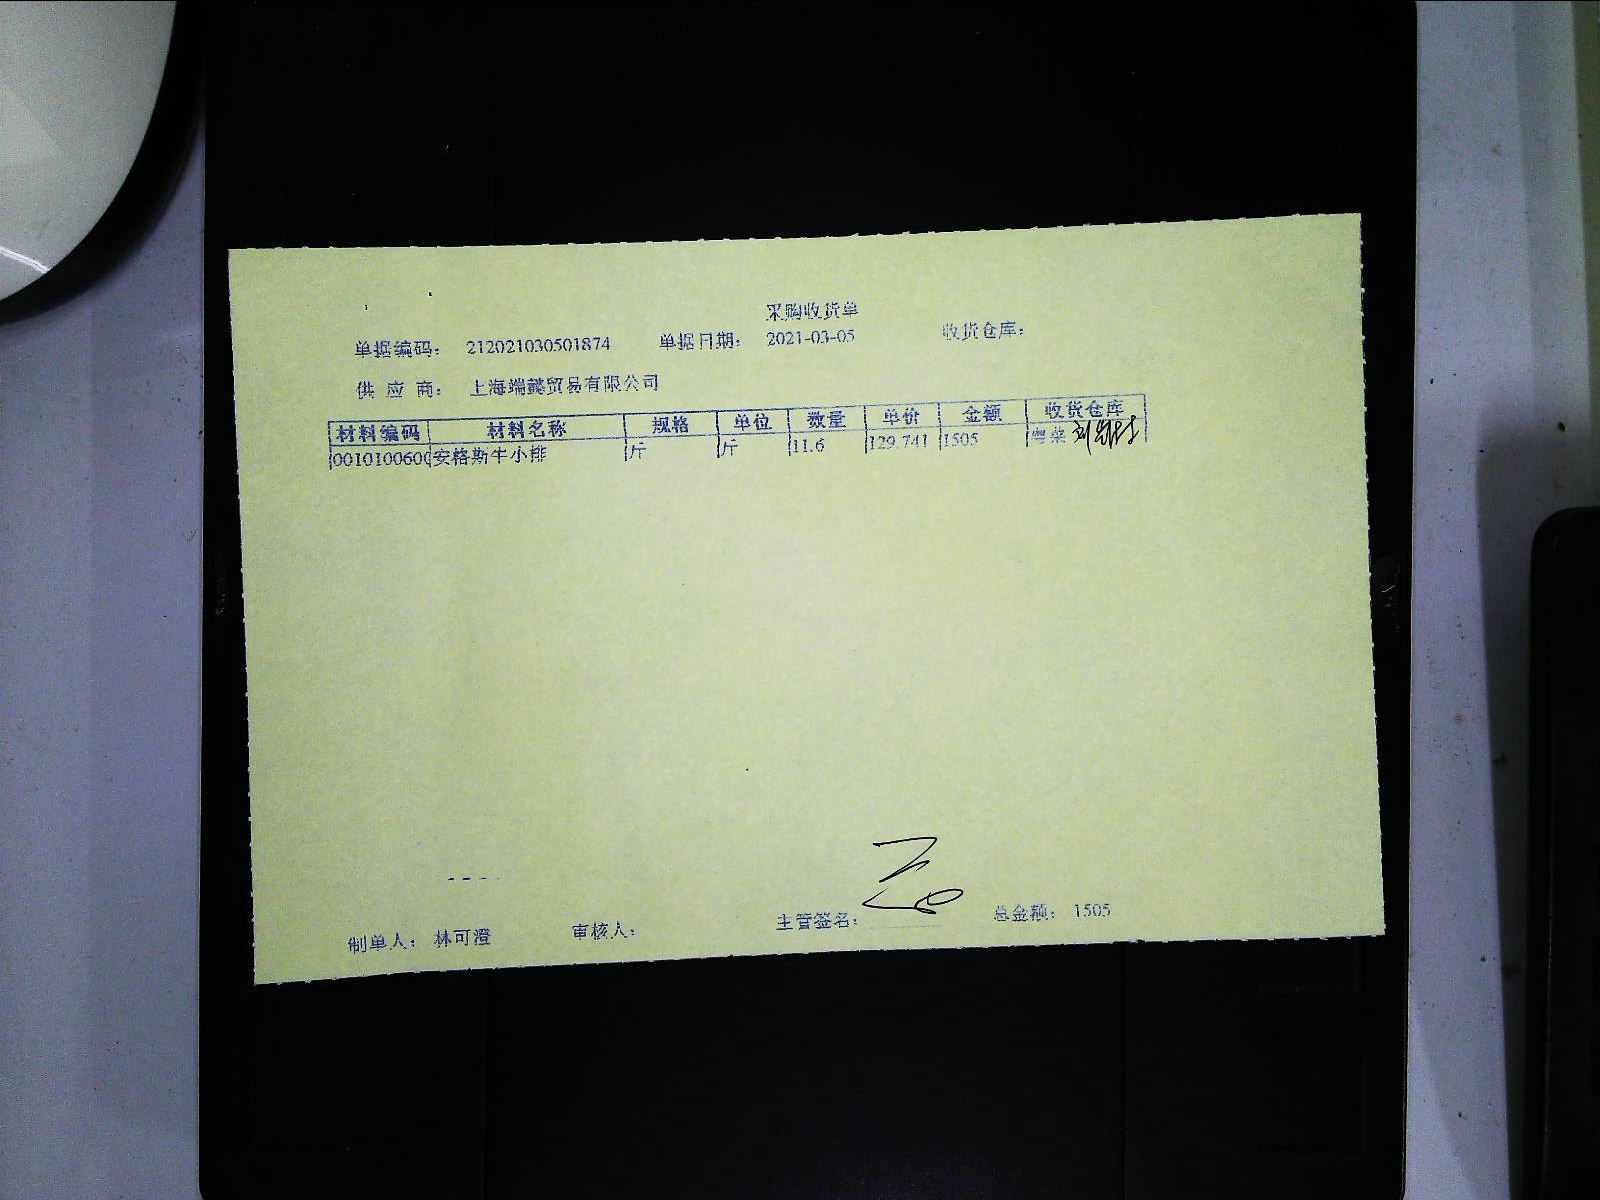 采购收货单
单据编码： 212021030501874 单据日期： 2021-03-05 收货仓库：
供 应 商： 上海端懿贸易有限公司
材料编码 材料名称 规格 单位 数量 单价 金额 收货仓库
001010060 安格斯牛小排 斤 斤 11.6 129.741 1505 粤菜
制单人： 林可澄 审核人： 主管签名： 总金额： 1505